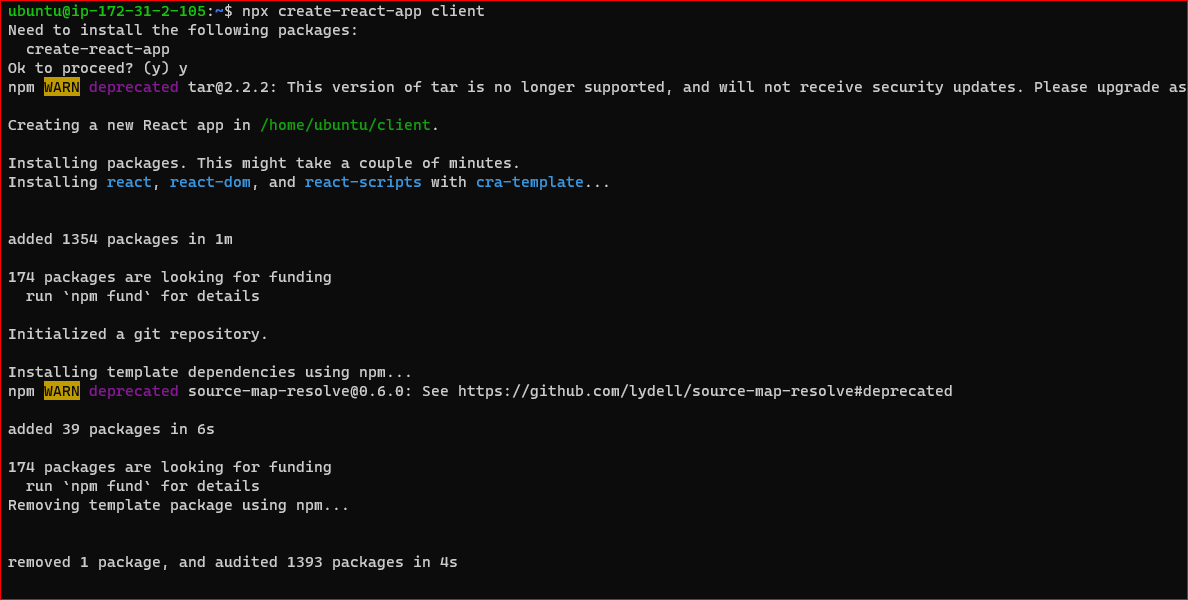 ubuntu@ip-172-31-2-105:~$ npx create-react-app client
Need to install the following packages:
  create-react-app
Ok to proceed? (y) y
npm WARN deprecated tar@2.2.2: This version of tar is no longer supported, and will not receive security updates. Please upgrade as
Creating a new React app in /home/ubuntu/client.
Installing packages. This might take a couple of minutes.
Installing react, react-dom, and react-scripts with cra-template...
added 1354 packages in 1m
174 packages are looking for funding
  run `npm fund` for details
Initialized a git repository.
Installing template dependencies using npm...
npm WARN deprecated source-map-resolve@0.6.0: See https://github.com/lydell/source-map-resolve#deprecated
added 39 packages in 6s
174 packages are looking for funding
  run `npm fund` for details
Removing template package using npm...
removed 1 package, and audited 1393 packages in 4s